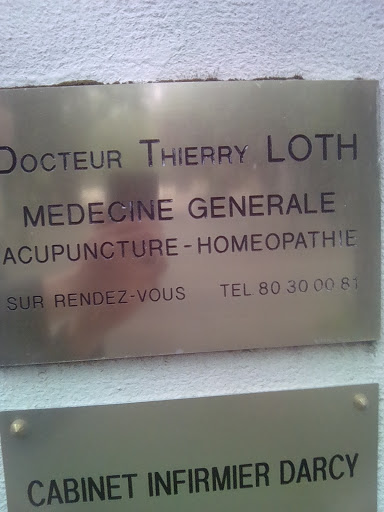 DOCTEUR THIERRY LOTH
MEDECINE GENERALE
ACUPUNCTURE - HOMEOPATHIE
SUR RENDEZ-VOUS TEL 80 30 00 81
CABINET INFIRMIER DARCY